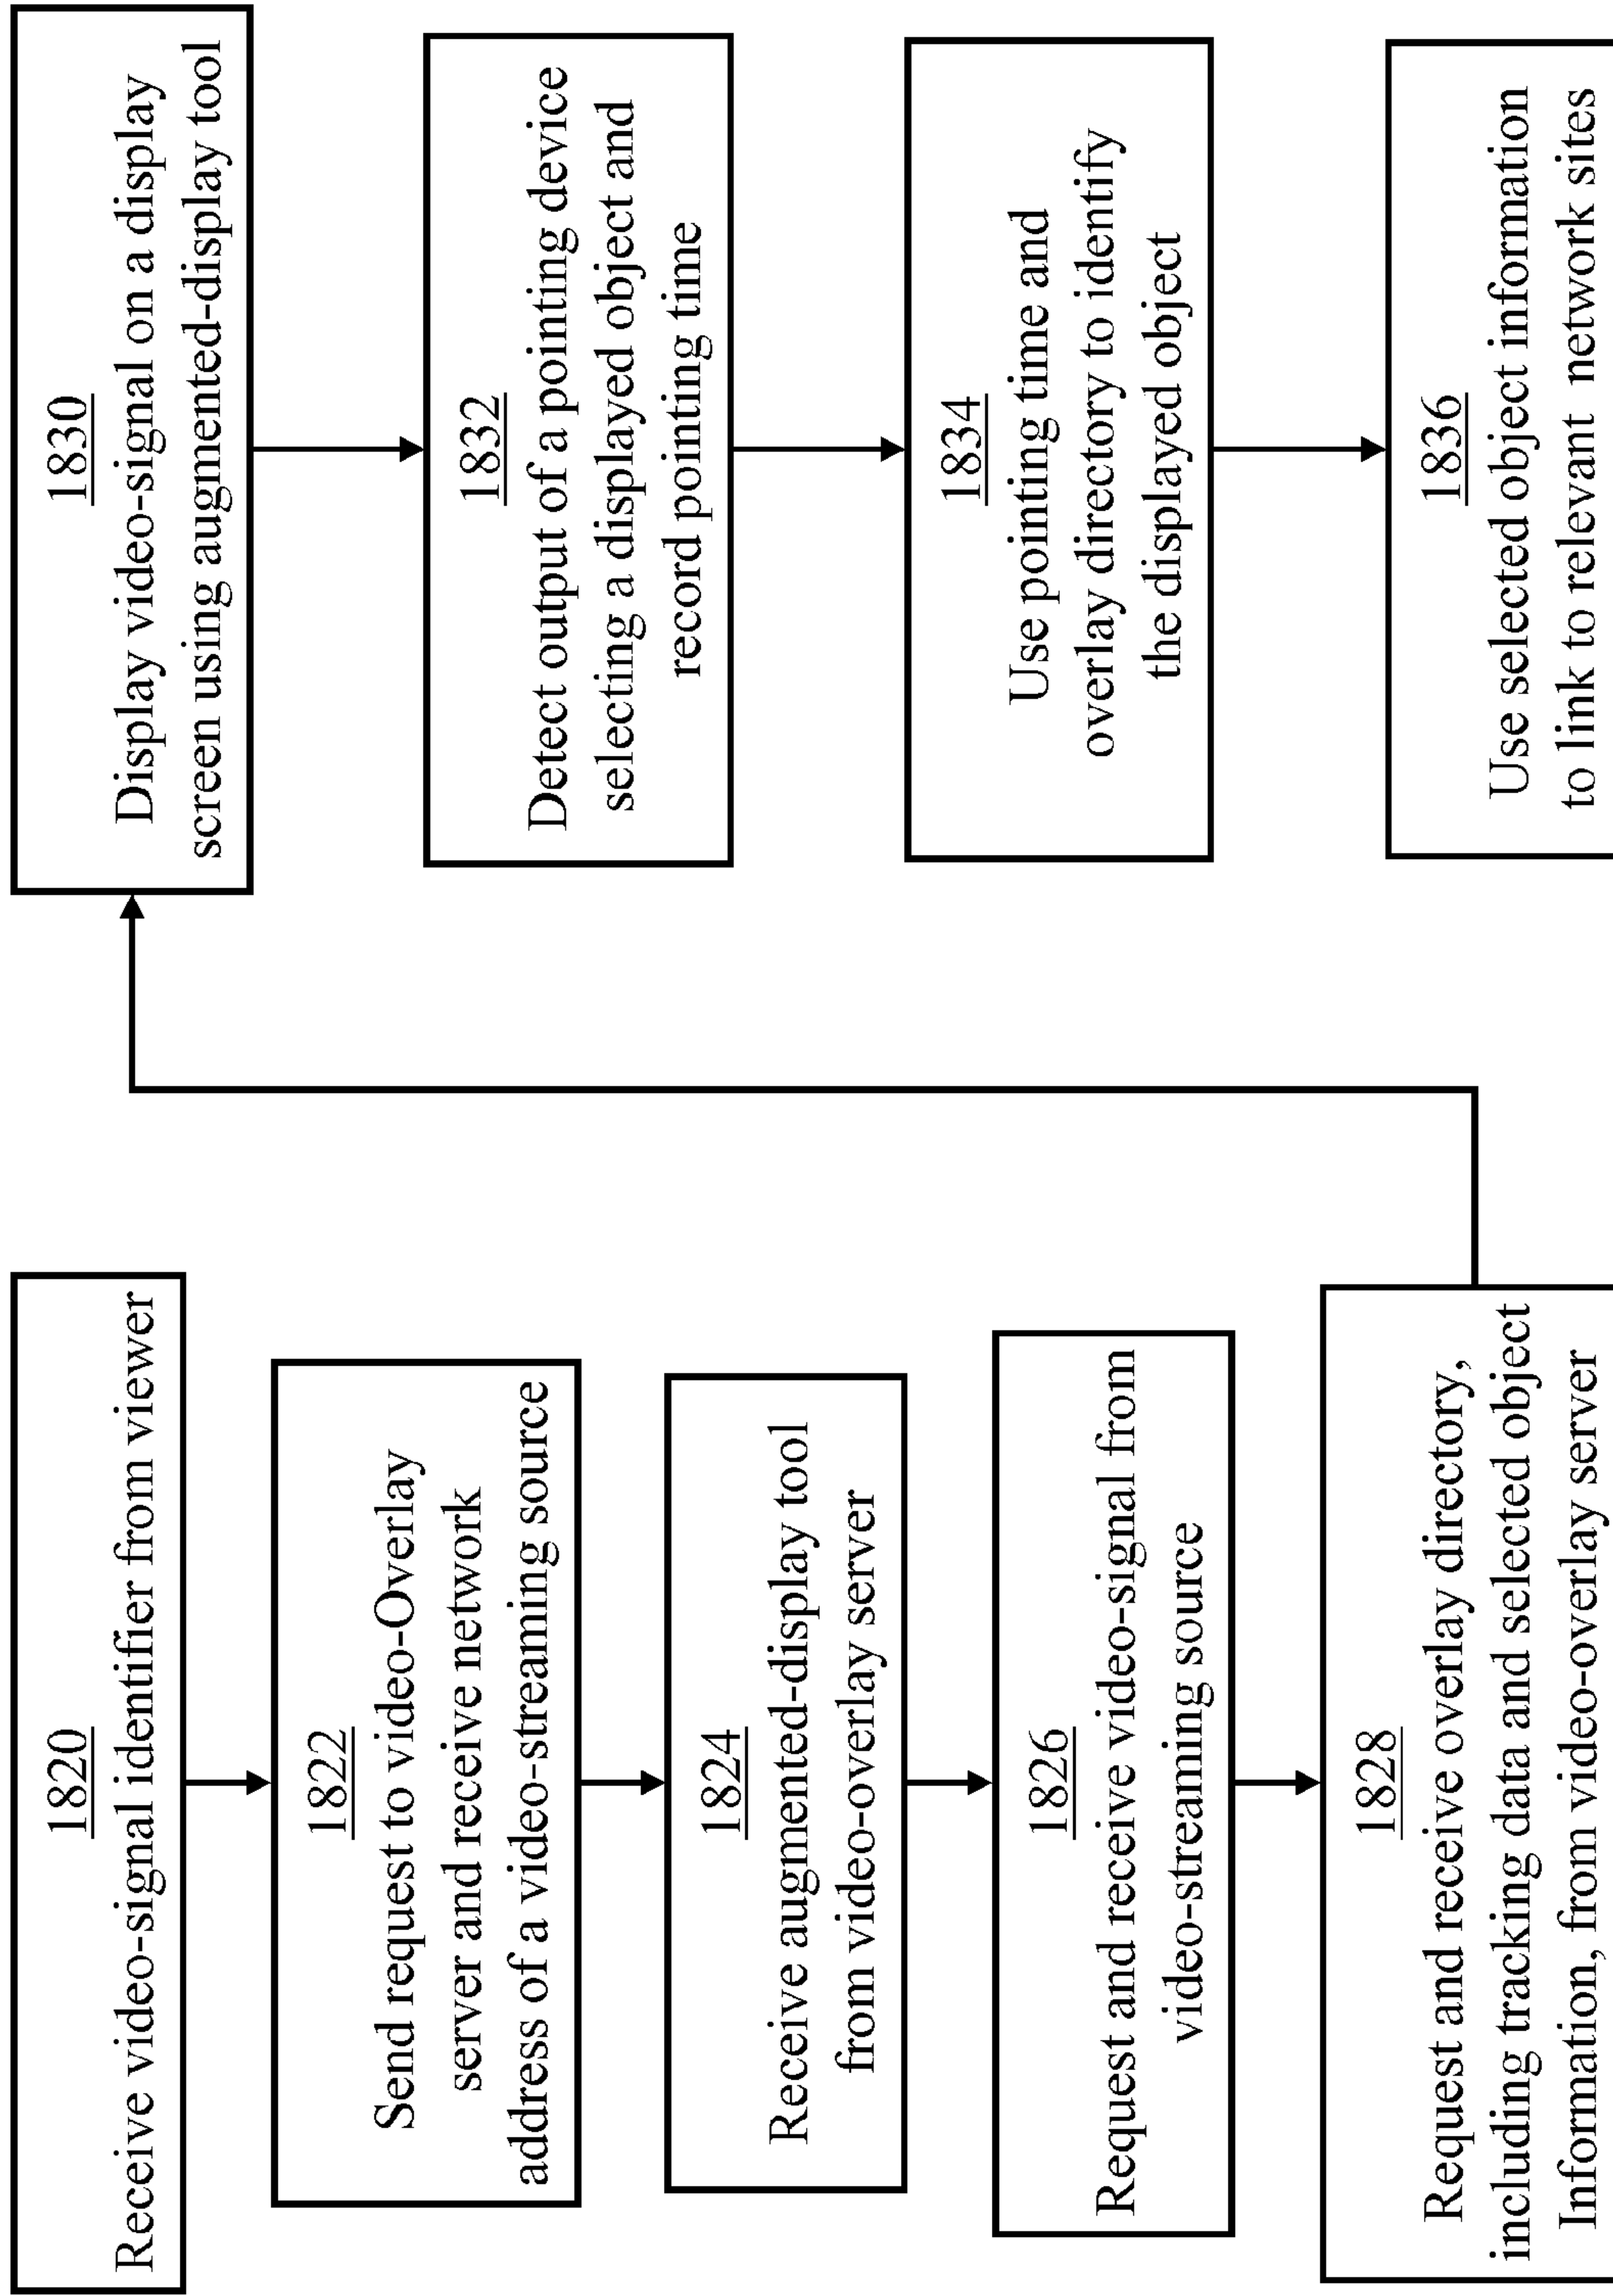 1820
Receive video-signal identifier from viewer
1822
Send request to video-Overlay
server and receive network
address of a video-streaming source
1824
Receive augmented-display tool
from video-overlay server
1826
Request and receive video-signal from
video-streaming source
1828
Request and receive overlay directory,
including tracking data and selected object
Information, from video-overlay server
1830
Display video-signal on a display
screen using augmented-display tool
1832
Detect output of a pointing device
selecting a displayed object and
record pointing time
1834
Use pointing time and
overlay directory to identify
the displayed object
1836
Use selected object information
to link to relevant network sites